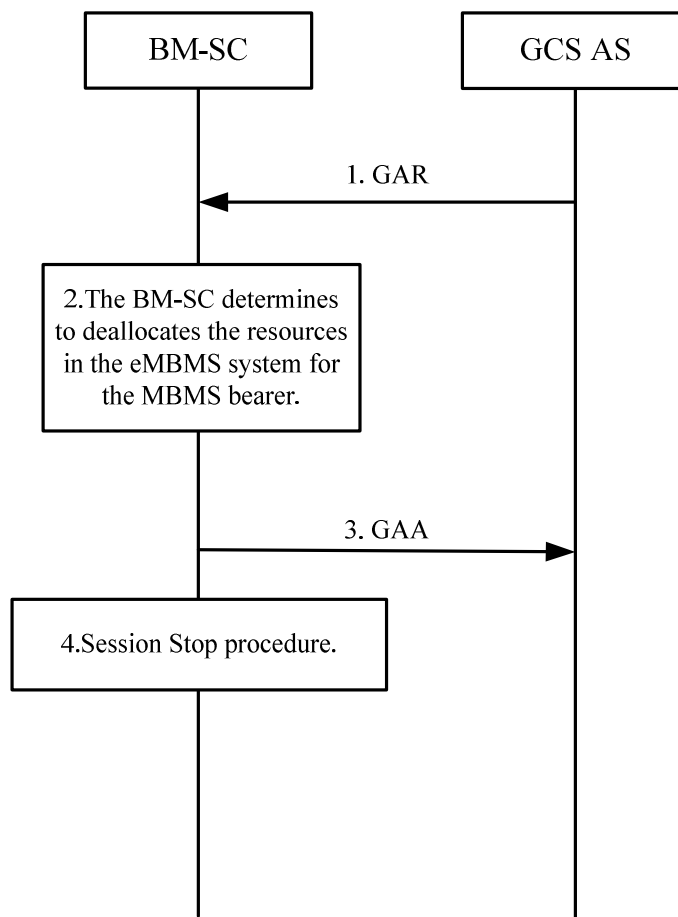 BM-SC
GCS AS
1. GAR
2.The BM-SC determines
to deallocates the resources
in the eMBMS system for
the MBMS bearer.
3. GAA
4.Session Stop procedure.